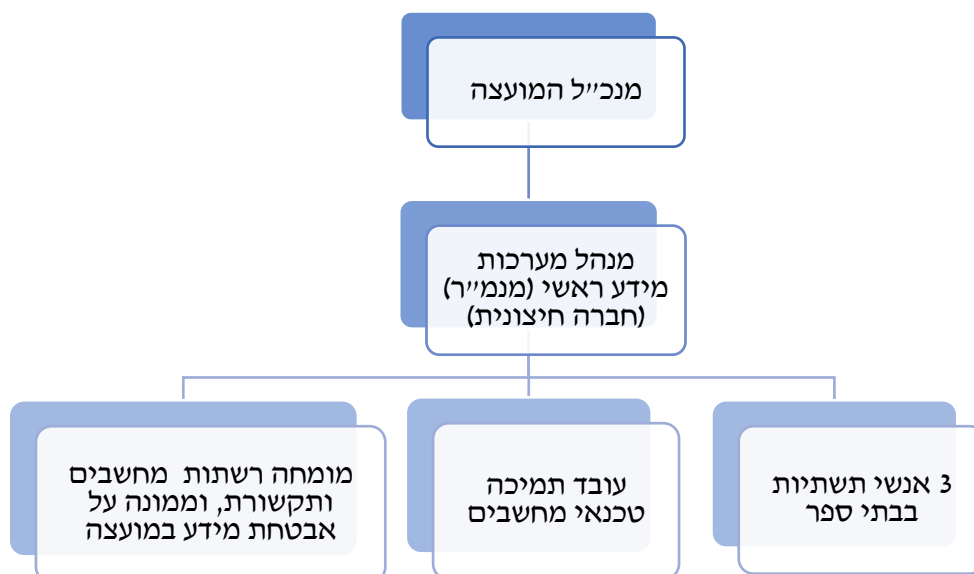 מנכ״ל המועצה
מנהל מערכות
מידע ראשי (מנמ״ר)
(חברה חיצונית)
3 אנשי תשתיות
בבתי ספר
עובד תמיכה
טכנאי מחשבים
מומחה רשתות מחשבים
ותקשורת, וממונה על
אבטחת מידע במועצה